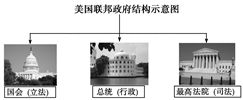 美国联邦政府结构示意图
国会（立法）
总统（行政）
最高法院（司法）